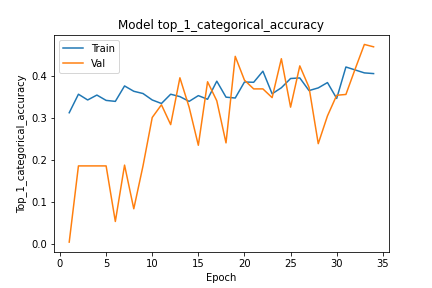 Model top_1_categorical_accuracy
Train
Val
Top_1_categorical_accuracy
0.4
0.3
0.2
0.1
0.0
0 5 10 15 20 25 30 35
Epoch